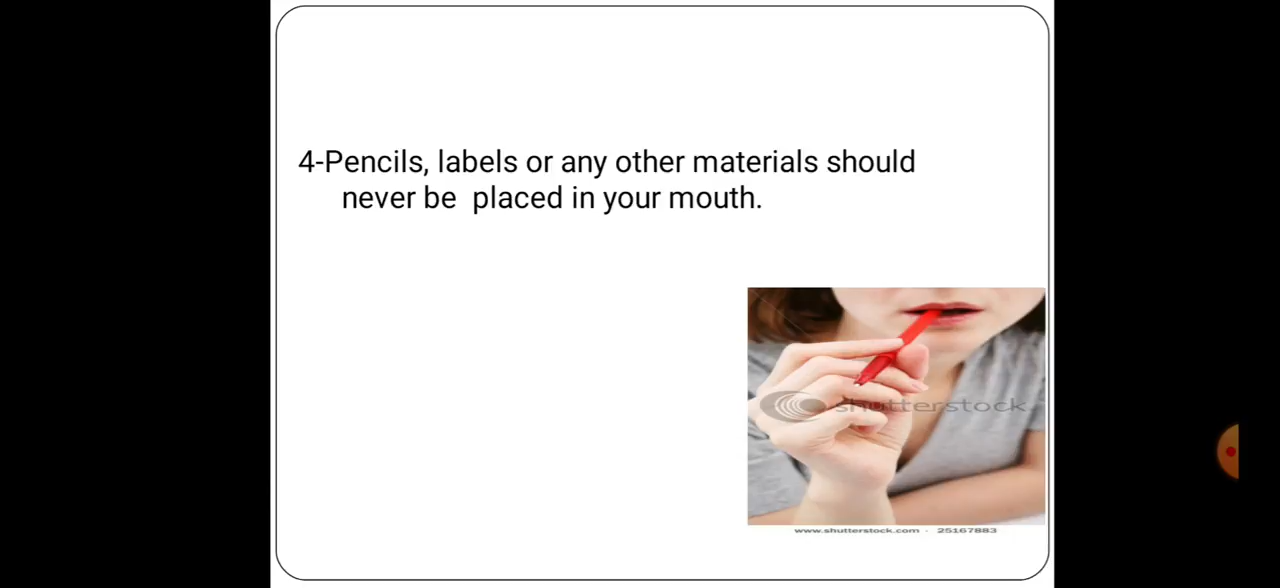 4-Pencils, labels or any other materials should
never be  placed in your mouth.
shutterstock
www.shutterstock.com · 25167883